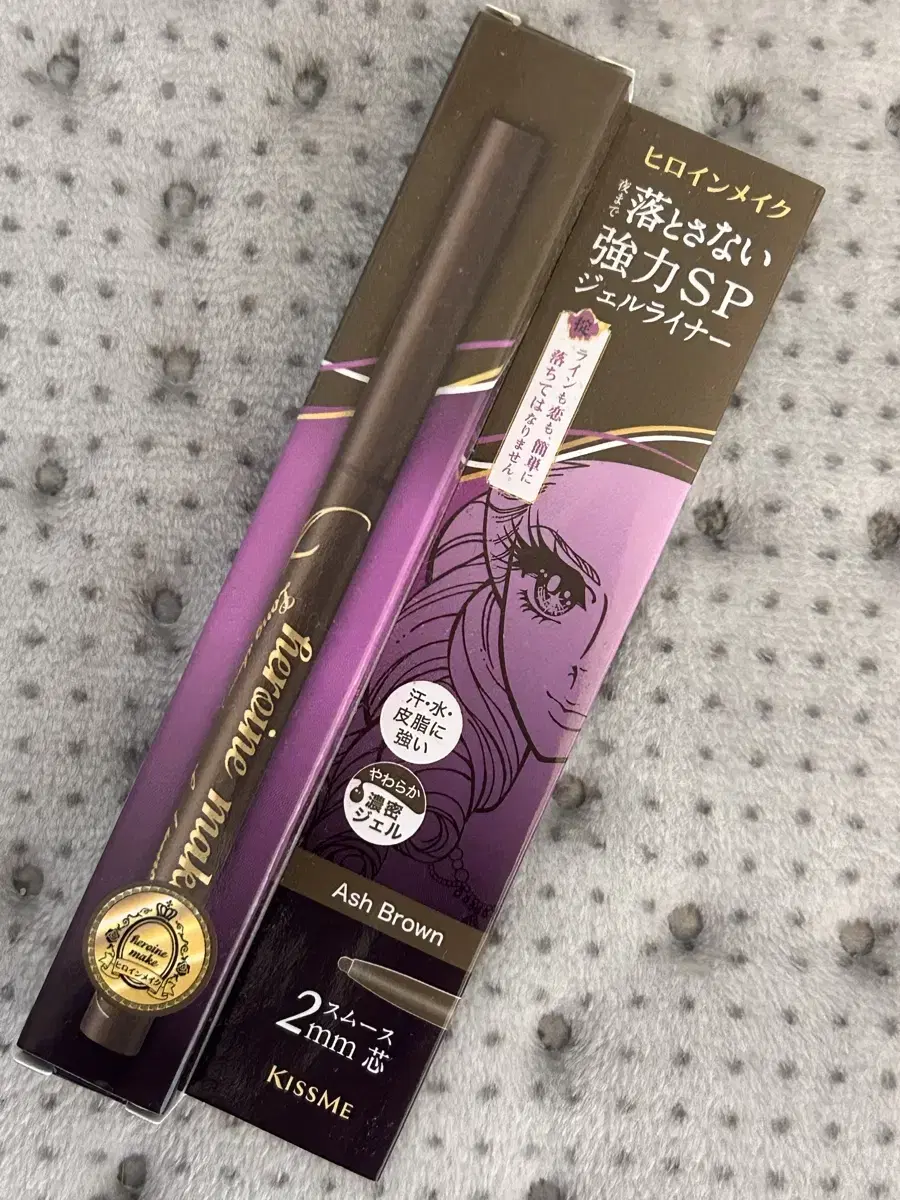 ヒロインメイク
夜まで
落とさない
強力SP
ジェルライナー
掟
ラインも恋も、簡単に
落ちてはなりません。
汗・水・
皮脂に
強い
やわらか
濃密
ジェル
Ash Brown
スムース
2mm 芯
KISSME
heroine mak
heroine
make
ヒロインメイク